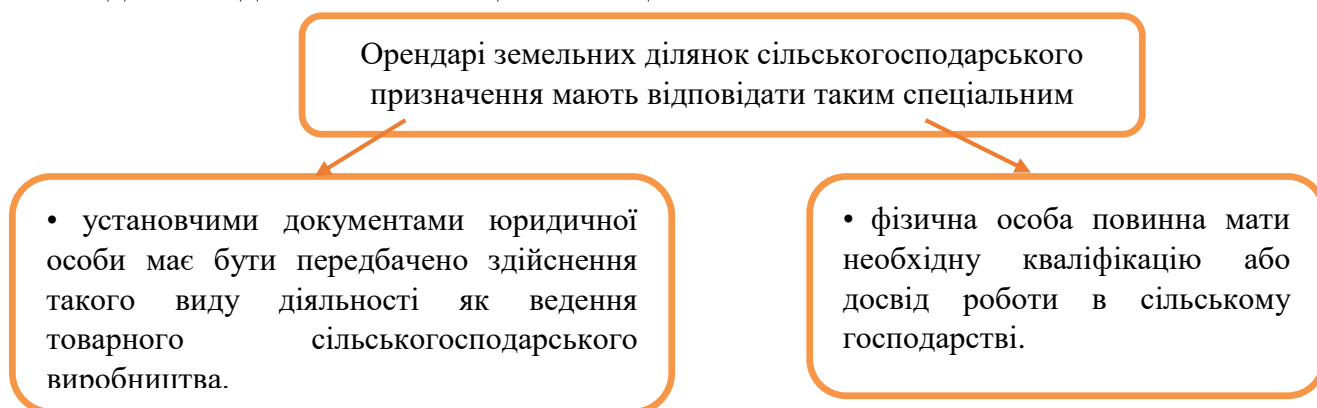 Орендарі земельних ділянок сільськогосподарського
призначення мають відповідати таким спеціальним
• установчими документами юридичної
особи має бути передбачено здійснення
такого виду діяльності як ведення
товарного сільськогосподарського
виробництва.
• фізична особа повинна мати
необхідну кваліфікацію або
досвід роботи в сільському
господарстві.